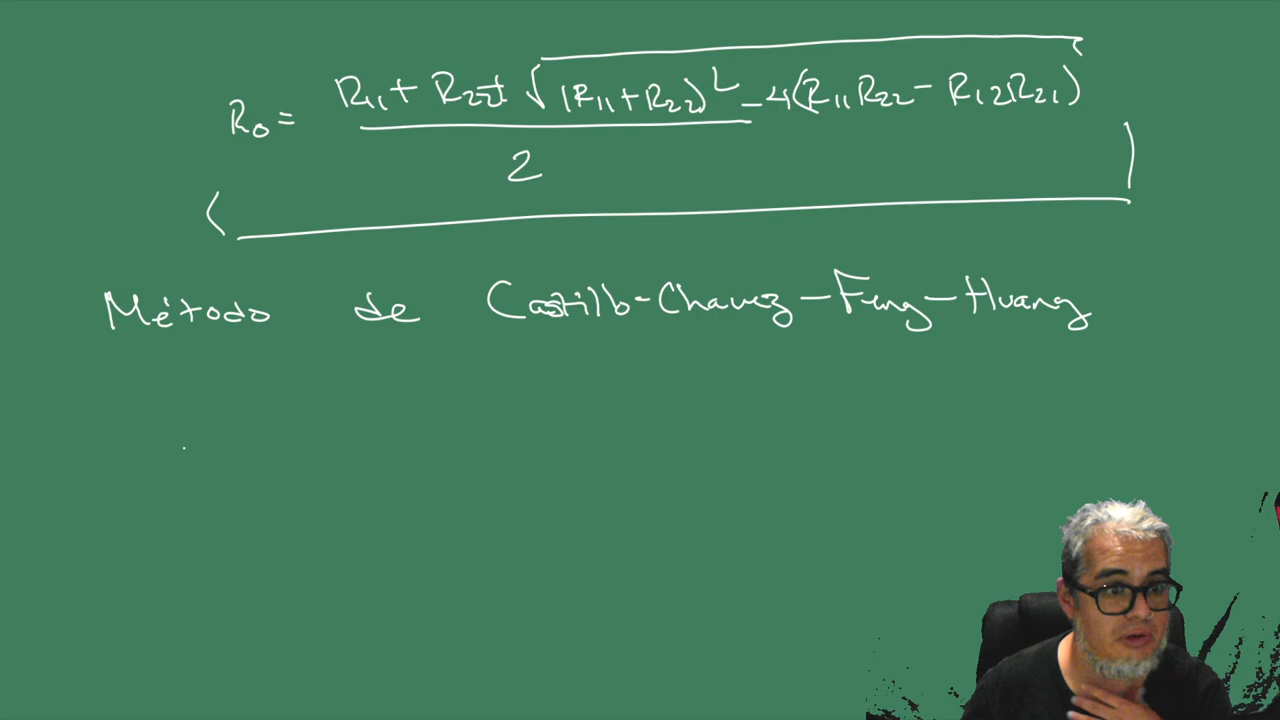 R₀ = (R₁₁ + R₂₂ ± √((R₁₁ + R₂₂)² - 4(R₁₁R₂₂ - R₁₂R₂₁))) / 2
Método de Castillo-Chavez-Feng-Huang